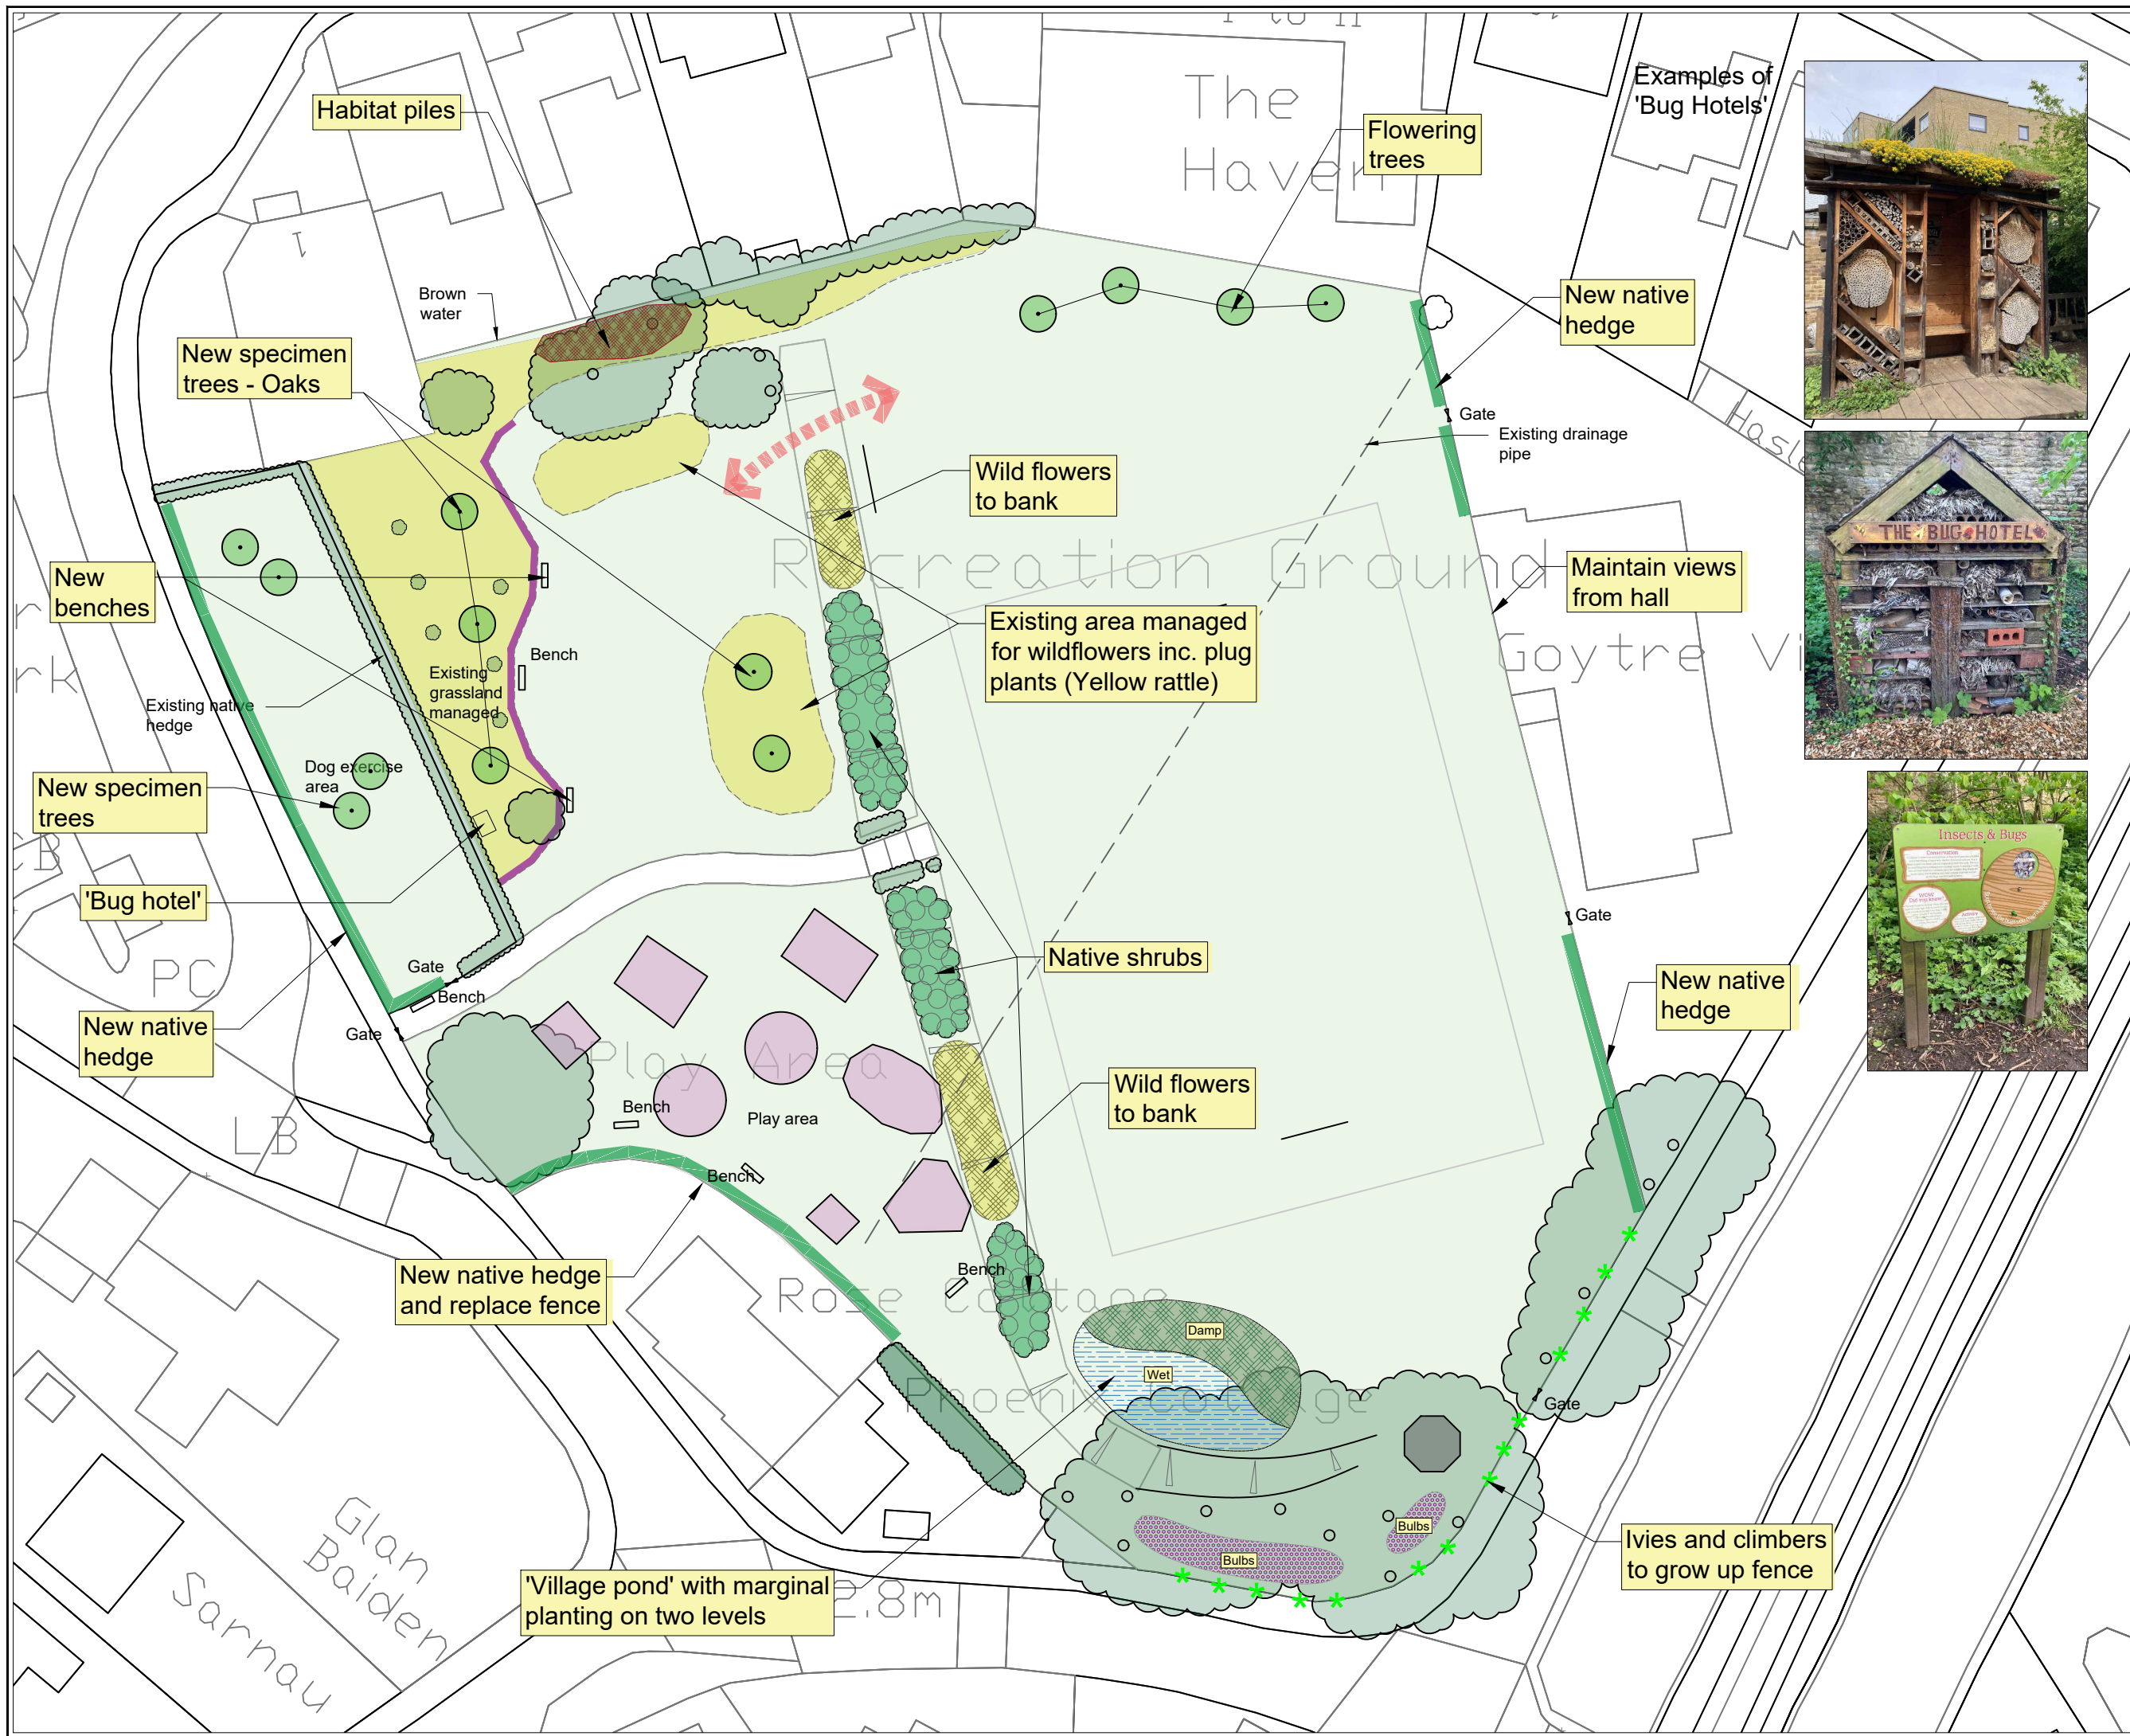 The
Haven
Examples of
'Bug Hotels'
Habitat piles
Flowering
trees
1
Brown
water
New native
hedge
New specimen
trees - Oaks
Gate
Existing drainage
pipe
Wild flowers
to bank
THE BUG HOTEL
Recreation Ground
New
benches
Maintain views
from hall
Existing area managed
for wildflowers inc. plug
plants (Yellow rattle)
Goytre Vi
Bench
Existing
grassland
managed
Existing native
hedge
rk
Dog exercise
area
New specimen
trees
CB
'Bug hotel'
Insects & Bugs
Conservation
Gate
Native shrubs
PC
Gate
Bench
New native
hedge
New native
hedge
Gate
Play Area
Bench
Play area
Wild flowers
to bank
LB
Bench
New native hedge
and replace fence
Bench
Rose Cottage
Damp
Wet
Phoenix Cottage
Gate
Glan
Baiden
Sarnau
Bulbs
Bulbs
Ivies and climbers
to grow up fence
'Village pond' with marginal
planting on two levels
2.8m